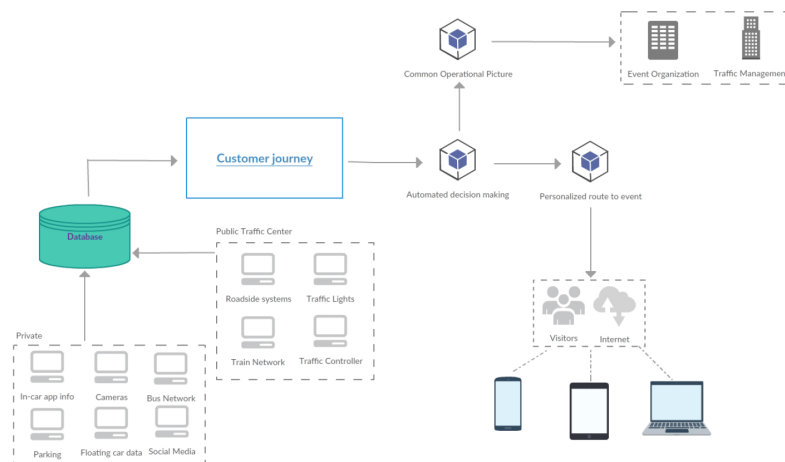 Common Operational Picture
Event Organization
Traffic Management
Customer journey
Automated decision making
Personalized route to event
Database
Public Traffic Center
Roadside systems
Traffic Lights
Train Network
Traffic Controller
Private
In-car app info
Cameras
Bus Network
Parking
Floating car data
Social Media
Visitors
Internet